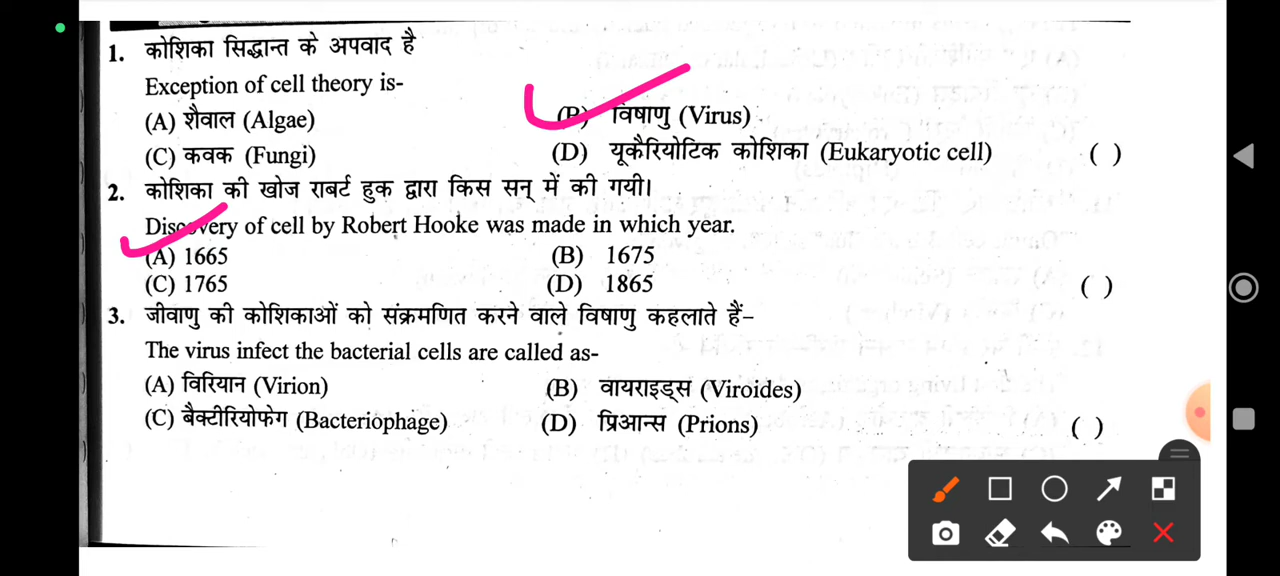 1. कोशिका सिद्धान्त के अपवाद है
Exception of cell theory is-
(A) शैवाल (Algae) (B) विषाणु (Virus)
(C) कवक (Fungi) (D) यूकैरियोटिक कोशिका (Eukaryotic cell) ( )
2. कोशिका की खोज राबर्ट हुक द्वारा किस सन् में की गयी।
Discovery of cell by Robert Hooke was made in which year.
(A) 1665 (B) 1675
(C) 1765 (D) 1865 ( )
3. जीवाणु की कोशिकाओं को संक्रमणित करने वाले विषाणु कहलाते हैं–
The virus infect the bacterial cells are called as-
(A) विरियान (Virion) (B) वायराइड्स (Viroides)
(C) बैक्टीरियोफेग (Bacteriophage) (D) प्रिआन्स (Prions) ( )